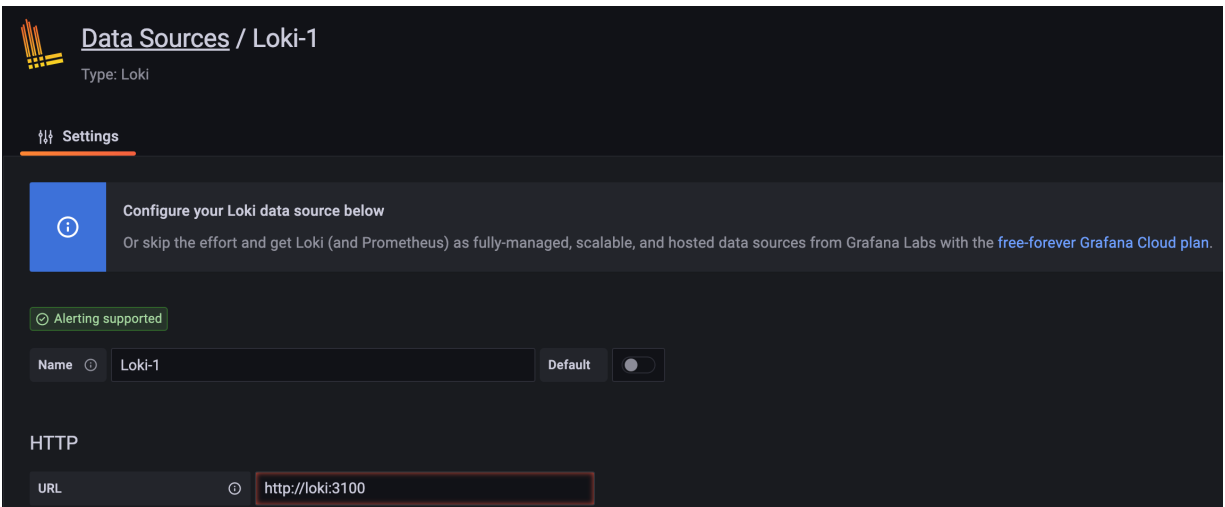 Data Sources / Loki-1
Type: Loki
Settings
Configure your Loki data source below
Or skip the effort and get Loki (and Prometheus) as fully-managed, scalable, and hosted data sources from Grafana Labs with the free-forever Grafana Cloud plan.
Alerting supported
Name Loki-1 Default
HTTP
URL http://loki:3100